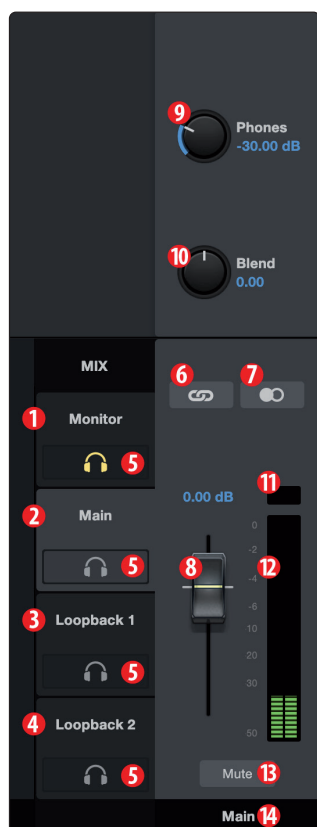 9
Phones
-30.00 dB
10
Blend
0.00
MIX
6
7
1
Monitor
5
2
Main
5
3
Loopback 1
5
4
Loopback 2
5
0.00 dB
11
0
-2
8
-4
12
-6
10
20
30
50
Mute 13
Main 14